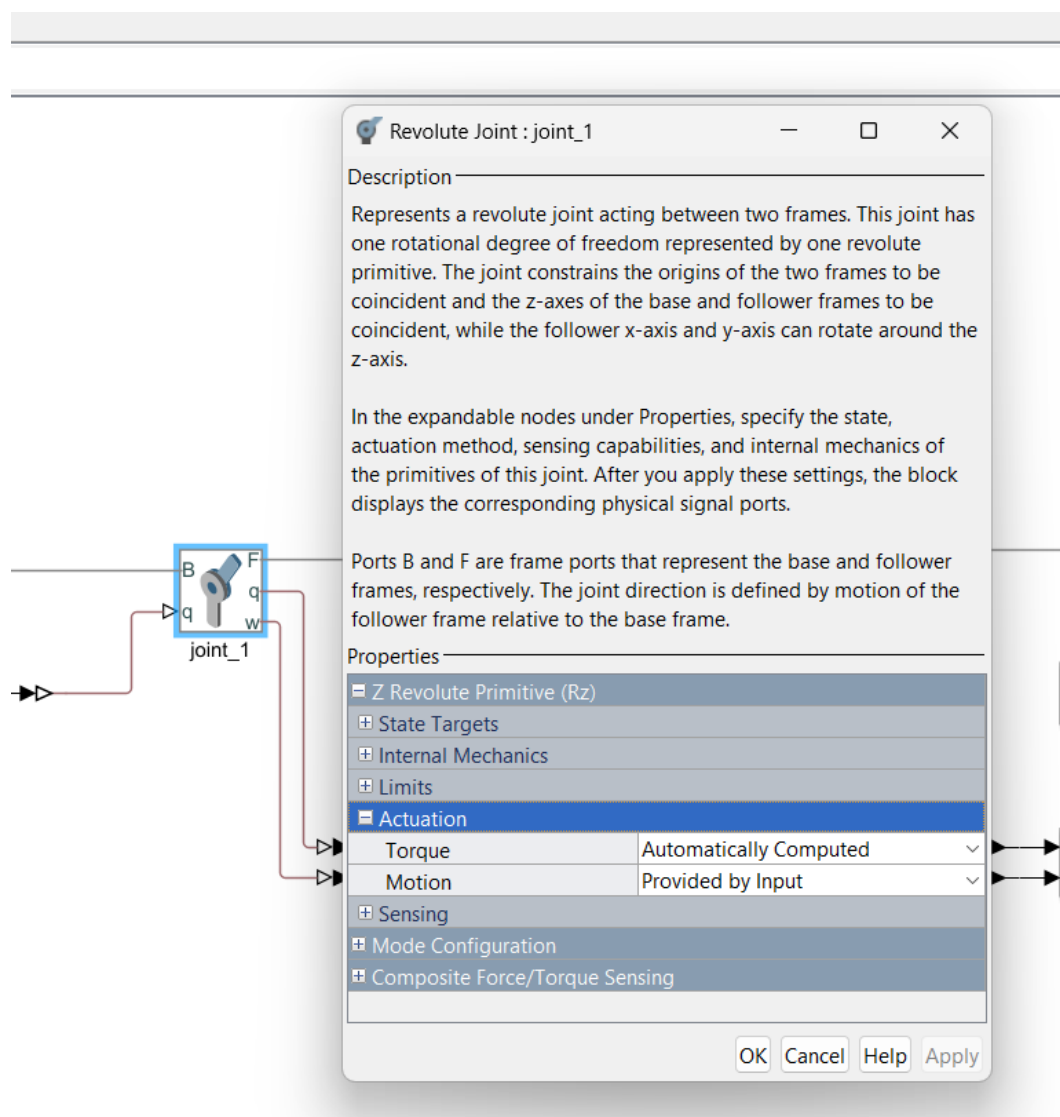 Revolute Joint : joint_1
Description
Represents a revolute joint acting between two frames. This joint has
one rotational degree of freedom represented by one revolute
primitive. The joint constrains the origins of the two frames to be
coincident and the z-axes of the base and follower frames to be
coincident, while the follower x-axis and y-axis can rotate around the
z-axis.
In the expandable nodes under Properties, specify the state,
actuation method, sensing capabilities, and internal mechanics of
the primitives of this joint. After you apply these settings, the block
displays the corresponding physical signal ports.
Ports B and F are frame ports that represent the base and follower
frames, respectively. The joint direction is defined by motion of the
follower frame relative to the base frame.
B F
q
q
w
joint_1
Properties
Z Revolute Primitive (Rz)
State Targets
Internal Mechanics
Limits
Actuation
Torque Automatically Computed
Motion Provided by Input
Sensing
Mode Configuration
Composite Force/Torque Sensing
OK Cancel Help Apply